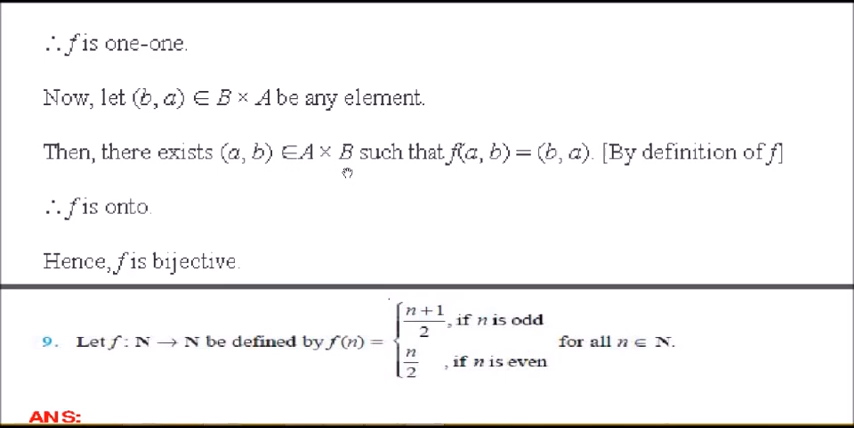 ∴ f is one-one.
Now, let (b, a) ∈ B × A be any element.
Then, there exists (a, b) ∈A × B such that f(a, b) = (b, a). [By definition of f]
∴ f is onto.
Hence, f is bijective.
9. Let f : N → N be defined by f(n) = { (n + 1)/2, if n is odd
n/2 , if n is even for all n ∈ N.
ANS: